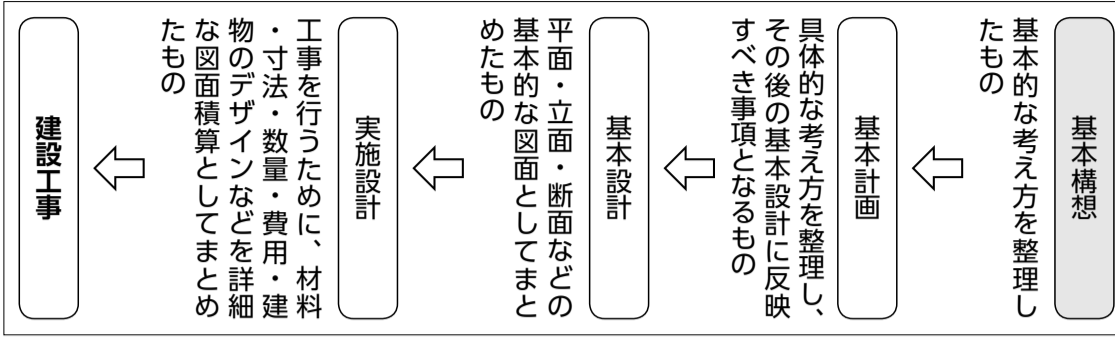 基本構想
基本的な考え方を整理し
たもの
基本計画
具体的な考え方を整理し、
その後の基本設計に反映
すべき事項となるもの
基本設計
平面・立面・断面などの
基本的な図面としてまと
めたもの
実施設計
工事を行うために、材料
・寸法・数量・費用・建
物のデザインなどを詳細
な図面積算としてまとめ
たもの
建設工事